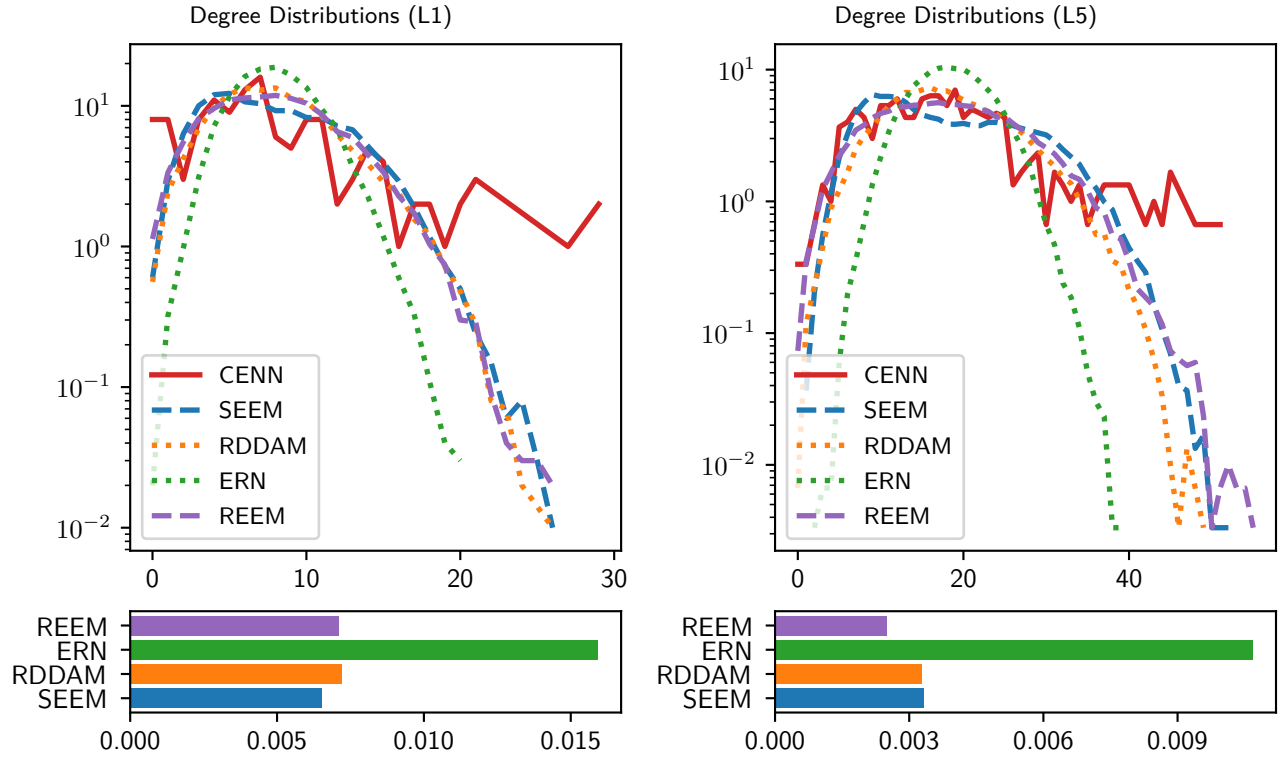 Degree Distributions (L1)
10^1
10^0
10^−1
10^−2
CENN
SEEM
RDDAM
ERN
REEM
0 10 20 30
REEM
ERN
RDDAM
SEEM
0.000 0.005 0.010 0.015
Degree Distributions (L5)
10^1
10^0
10^−1
10^−2
CENN
SEEM
RDDAM
ERN
REEM
0 20 40
REEM
ERN
RDDAM
SEEM
0.000 0.003 0.006 0.009